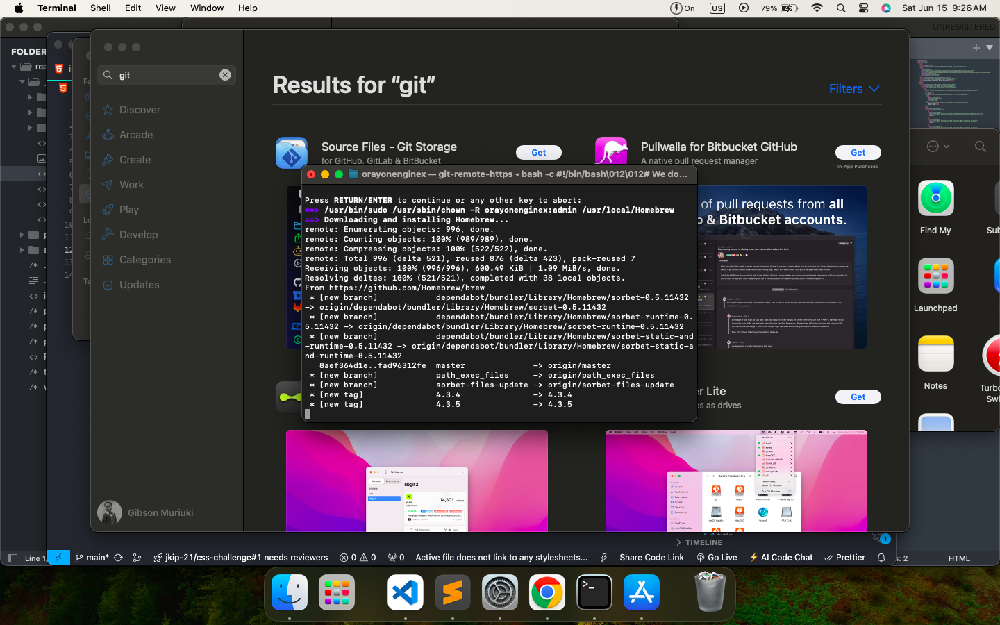 Terminal
Shell
Edit
View
Window
Help
On
US
79%
Sat Jun 15 9:26 AM
UNREGISTERED
FOLDER
git
Discover
Arcade
Create
Work
Play
Develop
Categories
Updates
Gibson Muriuki
Results for “git”
Filters
Source Files - Git Storage
for GitHub, GitLab & BitBucket
Get
Pullwalla for Bitbucket GitHub
A native pull request manager
Get
In-App Purchases
of pull requests from all
& Bitbucket accounts.
orayonenginex — git-remote-https ◂ bash -c #!/bin/bash\012\012# We do...
Press RETURN/ENTER to continue or any other key to abort:
==> /usr/bin/sudo /usr/sbin/chown -R orayonenginex:admin /usr/local/Homebrew
==> Downloading and installing Homebrew...
remote: Enumerating objects: 996, done.
remote: Counting objects: 100% (989/989), done.
remote: Compressing objects: 100% (522/522), done.
remote: Total 996 (delta 521), reused 876 (delta 423), pack-reused 7
Receiving objects: 100% (996/996), 600.49 KiB | 1.09 MiB/s, done.
Resolving deltas: 100% (521/521), completed with 38 local objects.
From https://github.com/Homebrew/brew
* [new branch] dependabot/bundler/Library/Homebrew/sorbet-0.5.11432
-> origin/dependabot/bundler/Library/Homebrew/sorbet-0.5.11432
* [new branch] dependabot/bundler/Library/Homebrew/sorbet-runtime-0.
5.11432 -> origin/dependabot/bundler/Library/Homebrew/sorbet-runtime-0.5.11432
* [new branch] dependabot/bundler/Library/Homebrew/sorbet-static-and
-runtime-0.5.11432 -> origin/dependabot/bundler/Library/Homebrew/sorbet-static-a
nd-runtime-0.5.11432
8aef364d1e..fad96312fe master -> origin/master
* [new branch] path_exec_files -> origin/path_exec_files
* [new branch] sorbet-files-update -> origin/sorbet-files-update
* [new tag] 4.3.4 -> 4.3.4
* [new tag] 4.3.5 -> 4.3.5
Lite
as drives
Get
Welcome
libgit2
14,601
Find My
Launchpad
Notes
TIMELINE
1
Line 1
main*
jkip-21/css-challenge#1 needs reviewers
0
0
0
Active file does not link to any stylesheets...
Share Code Link
Go Live
AI Code Chat
Prettier
s: 2
HTML